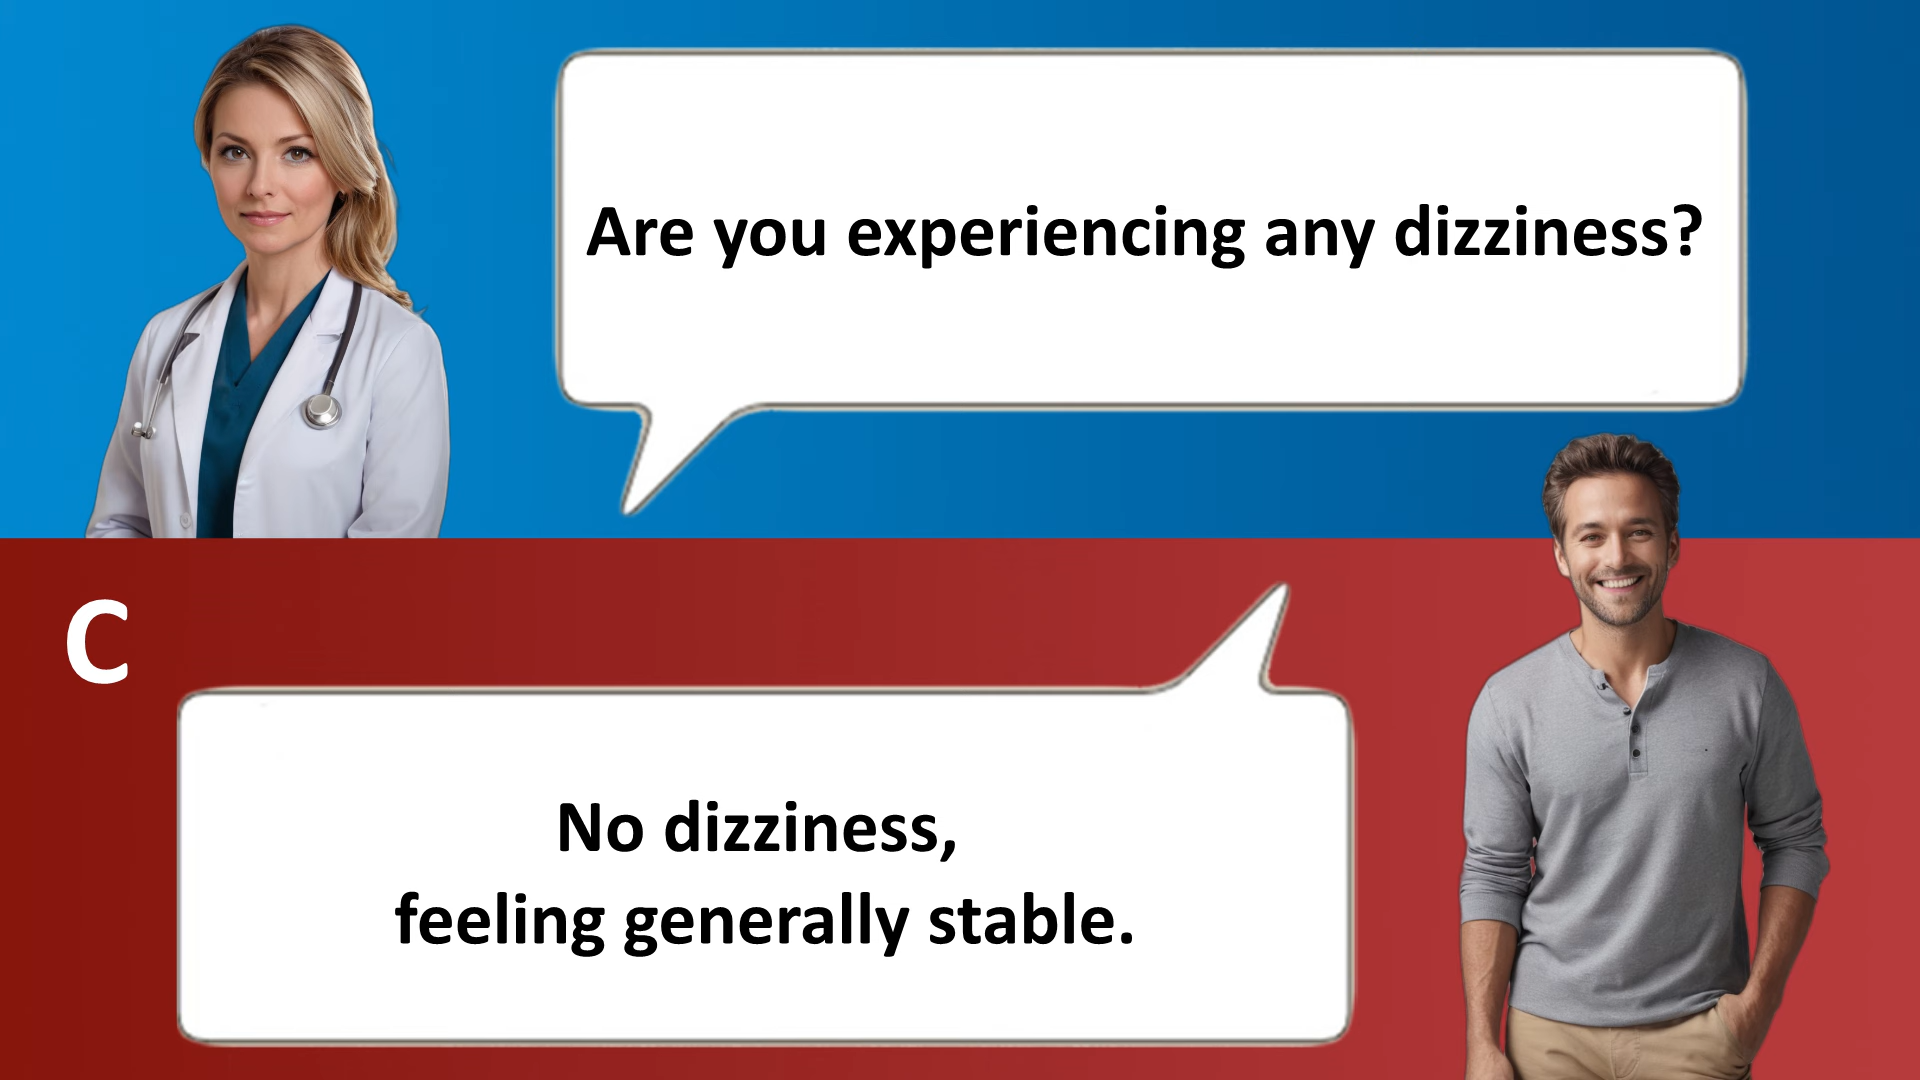 Are you experiencing any dizziness?
C
No dizziness,
feeling generally stable.